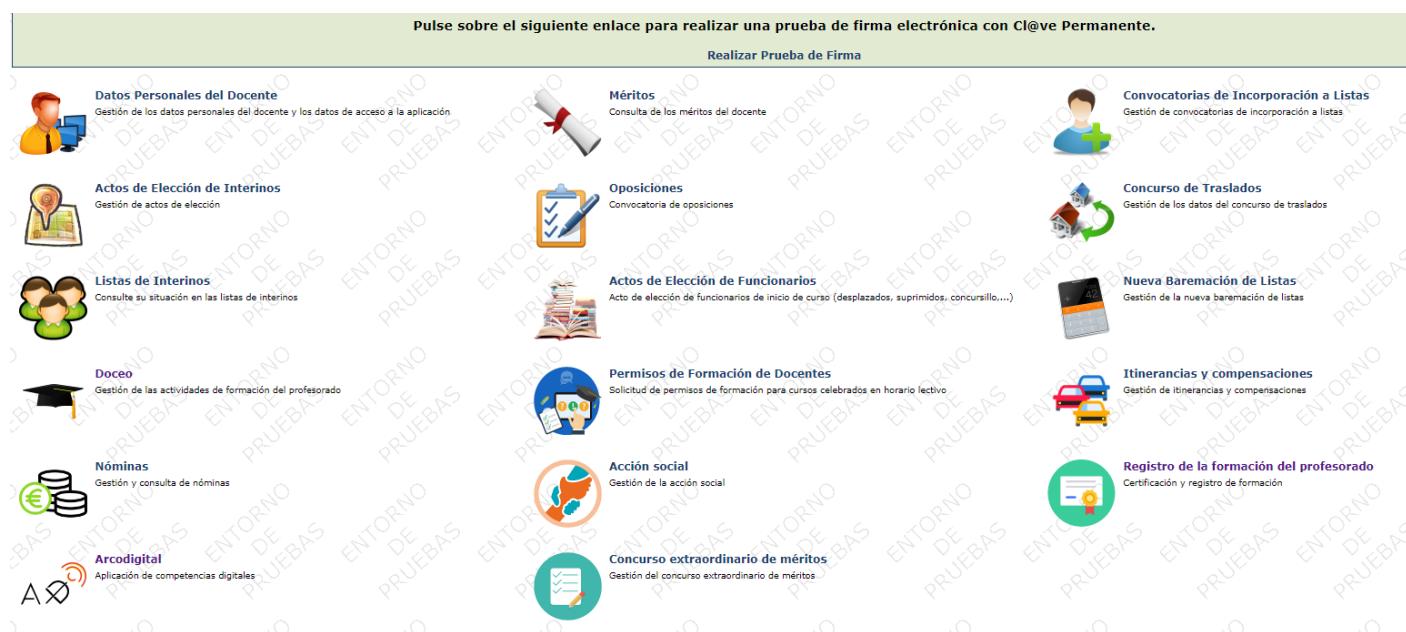 Pulse sobre el siguiente enlace para realizar una prueba de firma electrónica con Cl@ve Permanente.
Realizar Prueba de Firma
Datos Personales del Docente
Gestión de los datos personales del docente y los datos de acceso a la aplicación
Méritos
Consulta de los méritos del docente
Convocatorias de Incorporación a Listas
Gestión de convocatorias de incorporación a listas
Actos de Elección de Interinos
Gestión de actos de elección
Oposiciones
Convocatoria de oposiciones
Concurso de Traslados
Gestión de los datos del concurso de traslados
Listas de Interinos
Consulte su situación en las listas de interinos
Actos de Elección de Funcionarios
Acto de elección de funcionarios de inicio de curso (desplazados, suprimidos, concursillo,...)
Nueva Baremación de Listas
Gestión de la nueva baremación de listas
42
Doceo
Gestión de las actividades de formación del profesorado
Permisos de Formación de Docentes
Solicitud de permisos de formación para cursos celebrados en horario lectivo
Itinerancias y compensaciones
Gestión de itinerancias y compensaciones
Nóminas
Gestión y consulta de nóminas
Acción social
Gestión de la acción social
Registro de la formación del profesorado
Certificación y registro de formación
Arcodigital
Aplicación de competencias digitales
Concurso extraordinario de méritos
Gestión del concurso extraordinario de méritos
ENTORNO
DE
PRUEBAS